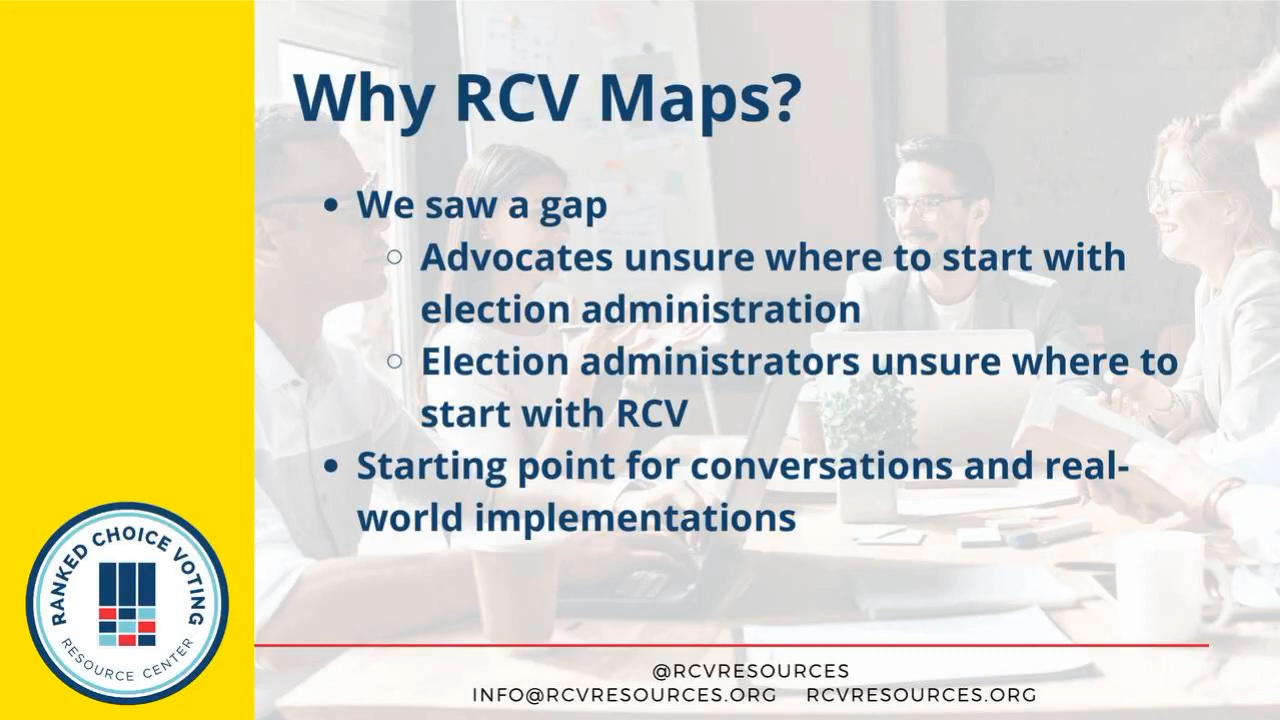 Why RCV Maps?
• We saw a gap
○ Advocates unsure where to start with
election administration
○ Election administrators unsure where to
start with RCV
• Starting point for conversations and real-
world implementations
RANKED CHOICE VOTING
RESOURCE CENTER
@RCVRESOURCES
INFO@RCVRESOURCES.ORG RCVRESOURCES.ORG